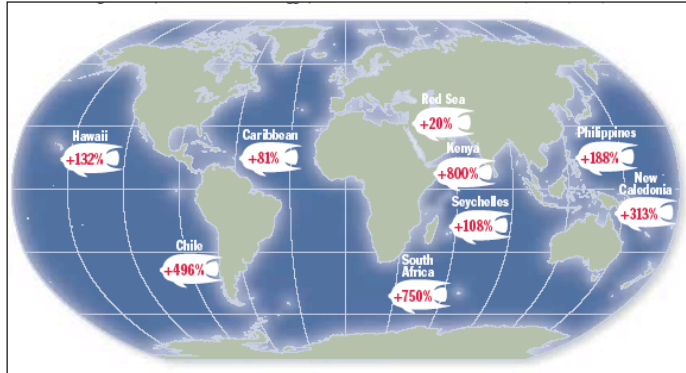 Red Sea
+20%
Hawaii
+132%
Caribbean
+81%
Kenya
+800%
Philippines
+188%
New
Caledonia
+313%
Seychelles
+108%
Chile
+496%
South
Africa
+750%